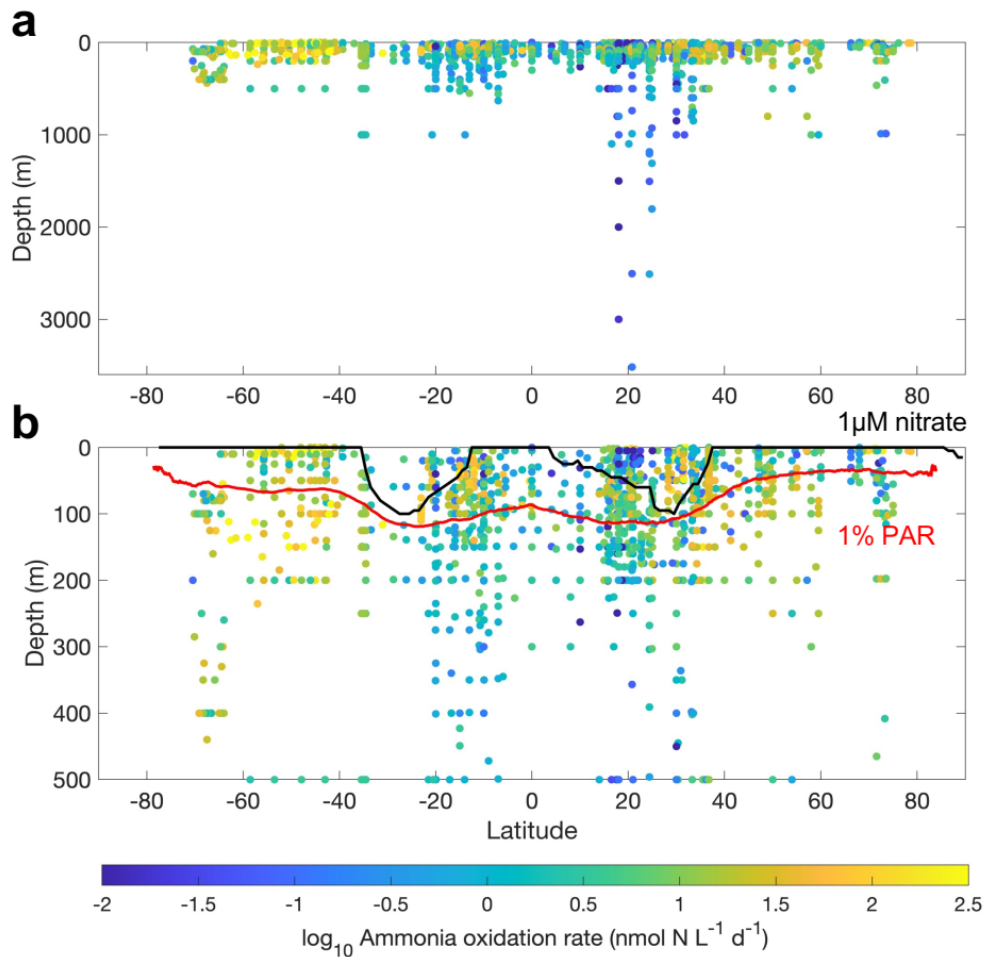 a
0
1000
2000
3000
Depth (m)
-80 -60 -40 -20 0 20 40 60 80
1µM nitrate
b
0
100
200
300
400
500
Depth (m)
1% PAR
-80 -60 -40 -20 0 20 40 60 80
Latitude
-2 -1.5 -1 -0.5 0 0.5 1 1.5 2 2.5
log₁₀ Ammonia oxidation rate (nmol N L⁻¹ d⁻¹)